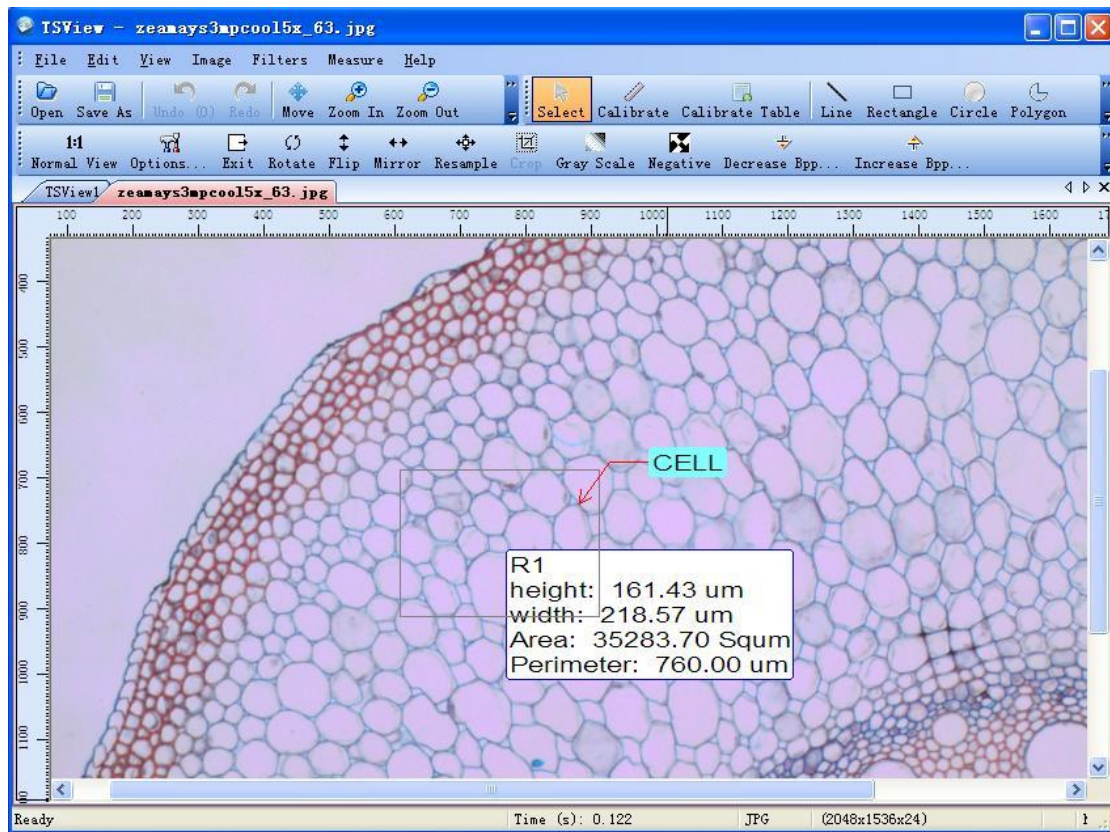 TSView - zeamays3mpcool5x_63.jpg
File Edit View Image Filters Measure Help
Open Save As Undo (0) Redo Move Zoom In Zoom Out Select Calibrate Calibrate Table Line Rectangle Circle Polygon
1:1
Normal View Options... Exit Rotate Flip Mirror Resample Crop Gray Scale Negative Decrease Bpp... Increase Bpp...
TSView1 zeamays3mpcool5x_63.jpg
100 200 300 400 500 600 700 800 900 1000 1100 1200 1300 1400 1500 1600
400
500
600
700
800
900
1000
1100
CELL
R1
height: 161.43 um
width: 218.57 um
Area: 35283.70 Squm
Perimeter: 760.00 um
Ready Time (s): 0.122 JPG (2048x1536x24)